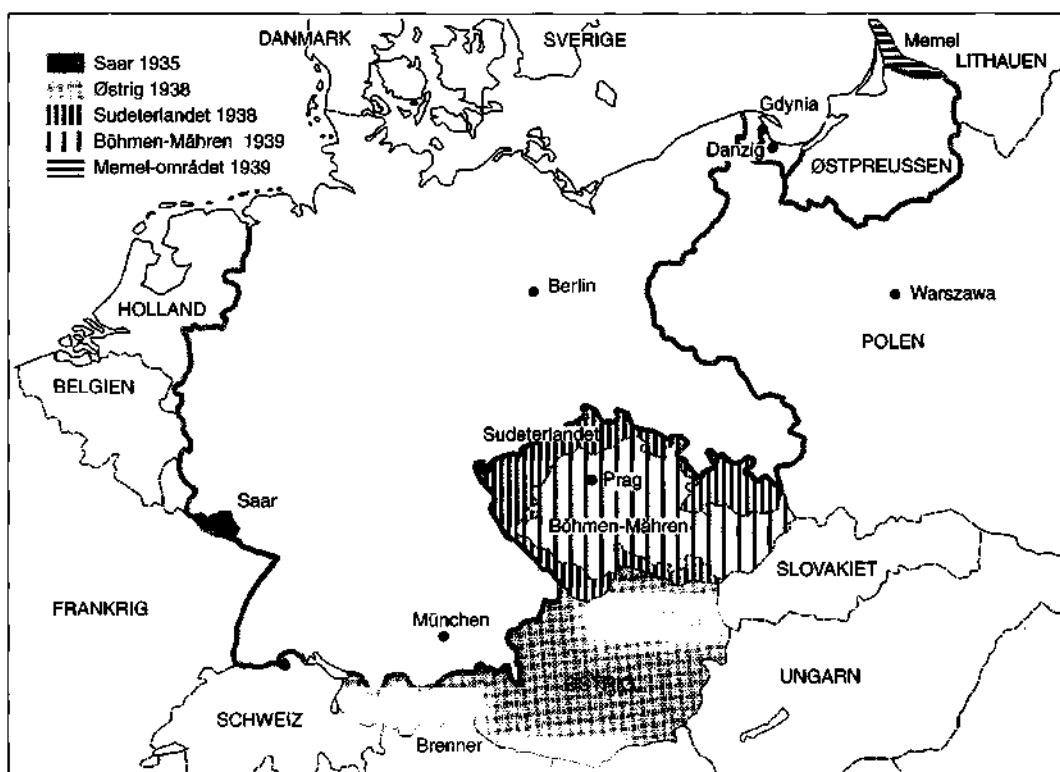 Saar 1935
Østrig 1938
Sudeterlandet 1938
Böhmen-Mähren 1939
Memel-området 1939
DANMARK
SVERIGE
Memel
LITHAUEN
Gdynia
Danzig
ØSTPREUSSEN
Berlin
Warszawa
HOLLAND
POLEN
BELGIEN
Sudeterlandet
Prag
Saar
Böhmen-Mähren
SLOVAKIET
FRANKRIG
München
UNGARN
SCHWEIZ
Brenner